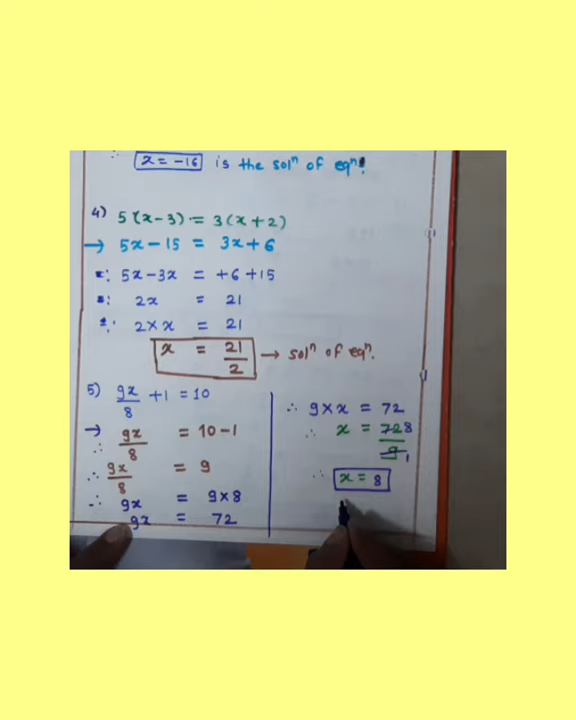 ∴ x = -16 is the solⁿ of eqⁿ!
4) 5(x-3) = 3(x+2)
→ 5x-15 = 3x+6
∴ 5x-3x = +6+15
∴ 2x = 21
∴ 2×x = 21
x = 21/2 → solⁿ of eqⁿ.
5) 9x/8 +1 = 10
→ ∴ 9x/8 = 10-1
∴ 9x/8 = 9
∴ 9x = 9×8
9x = 72
∴ 9×x = 72
∴ x = 72 8/9 1
∴ x = 8